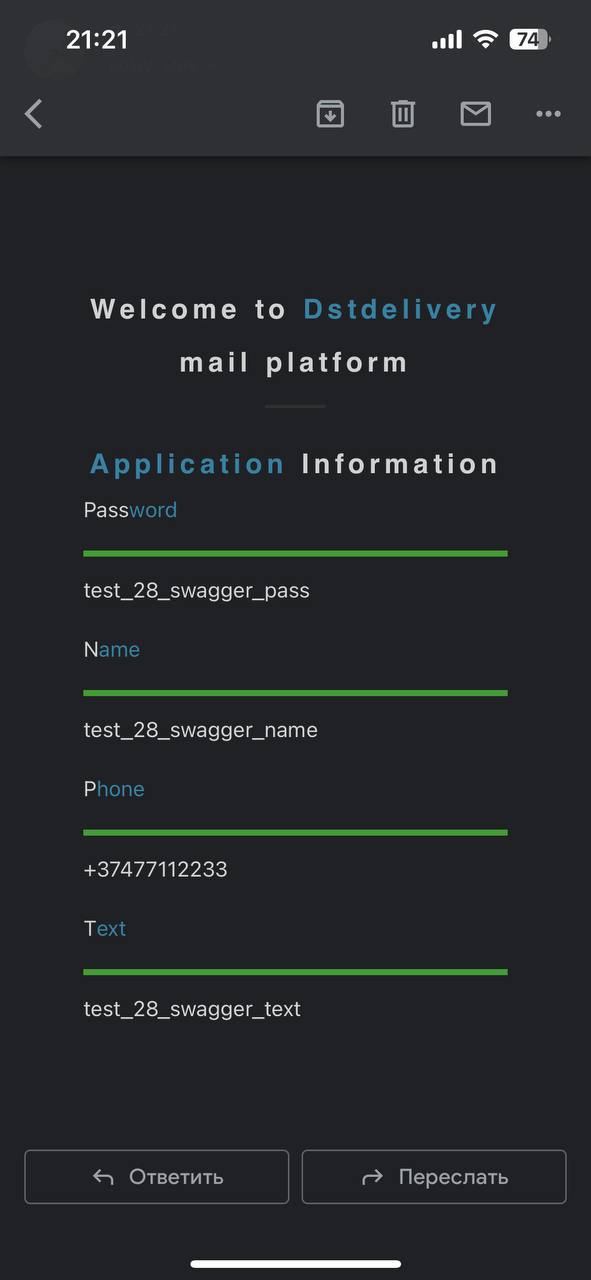 21:21
74
Welcome to Dstdelivery
mail platform
Application Information
Password
test_28_swagger_pass
Name
test_28_swagger_name
Phone
+37477112233
Text
test_28_swagger_text
Ответить
Переслать